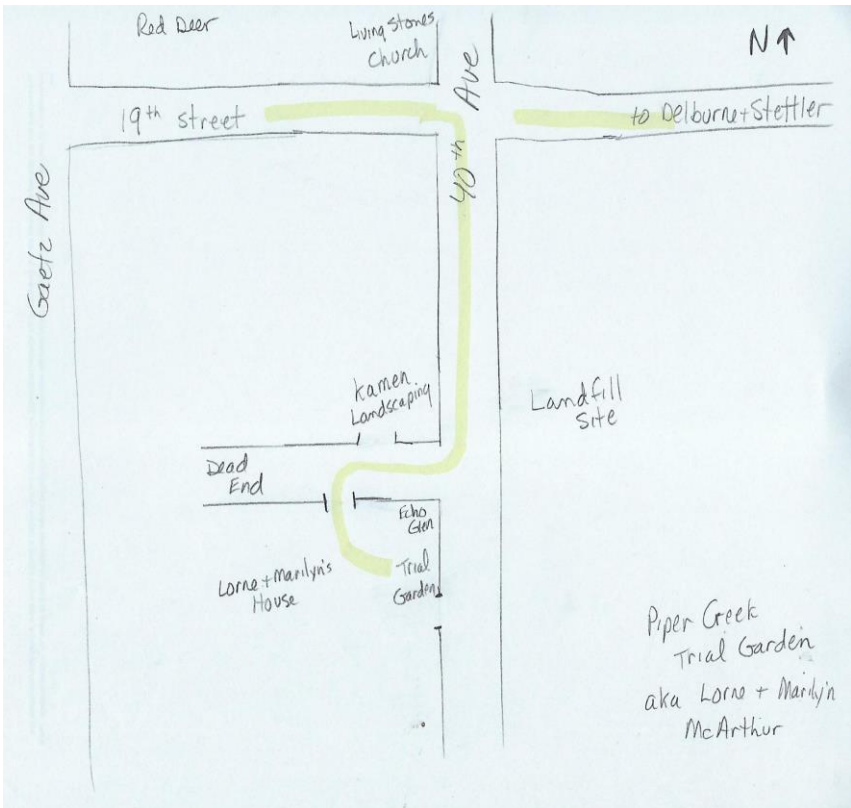 Red Deer
Living Stones
Church
N
19th Street
40th Ave
to Delburne + Stettler
Gaetz Ave
Kamen
Landscaping
Landfill
Site
Dead
End
Echo
Glen
Trial
Garden
Lorne + Marilyn's
House
Piper Creek
Trial Garden
aka Lorne + Marilyn
McArthur